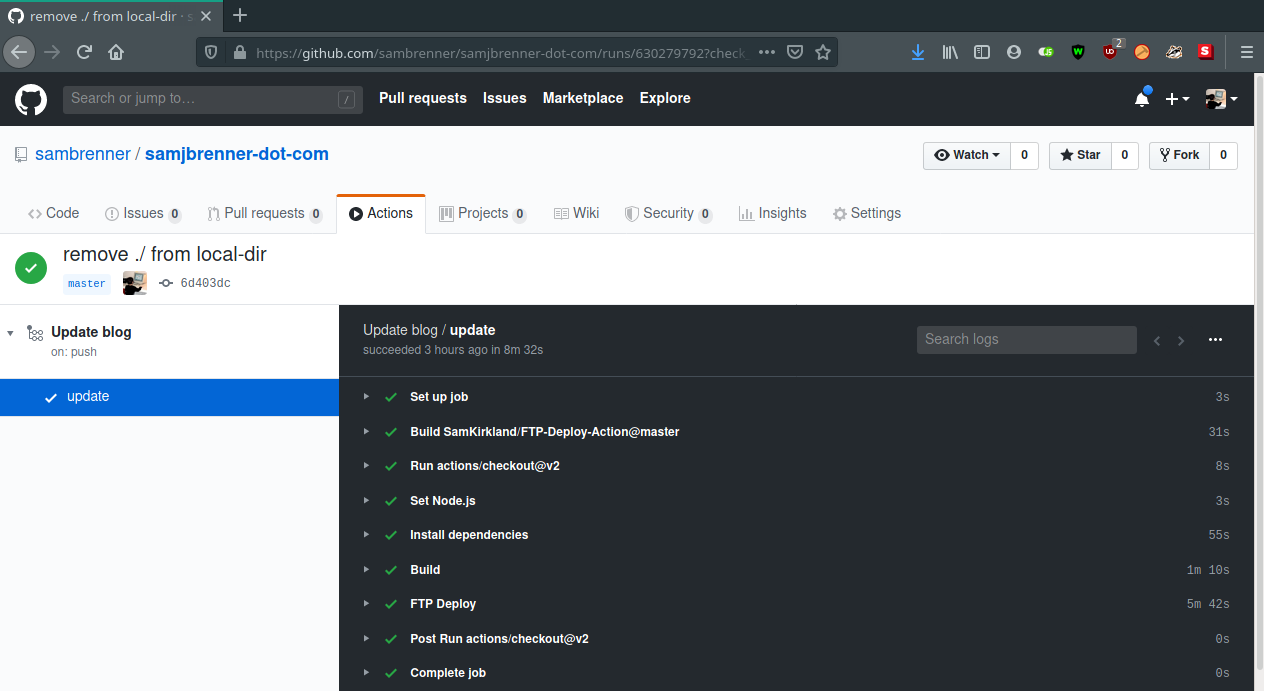 remove ./ from local-dir · s
https://github.com/sambrenner/samjbrenner-dot-com/runs/630279792?check_
2
Search or jump to… /
Pull requests Issues Marketplace Explore
sambrenner / samjbrenner-dot-com
Watch 0 Star 0 Fork 0
Code Issues 0 Pull requests 0 Actions Projects 0 Wiki Security 0 Insights Settings
remove ./ from local-dir
master 6d403dc
Update blog
on: push
update
Update blog / update
succeeded 3 hours ago in 8m 32s
Search logs
Set up job 3s
Build SamKirkland/FTP-Deploy-Action@master 31s
Run actions/checkout@v2 8s
Set Node.js 3s
Install dependencies 55s
Build 1m 10s
FTP Deploy 5m 42s
Post Run actions/checkout@v2 0s
Complete job 0s